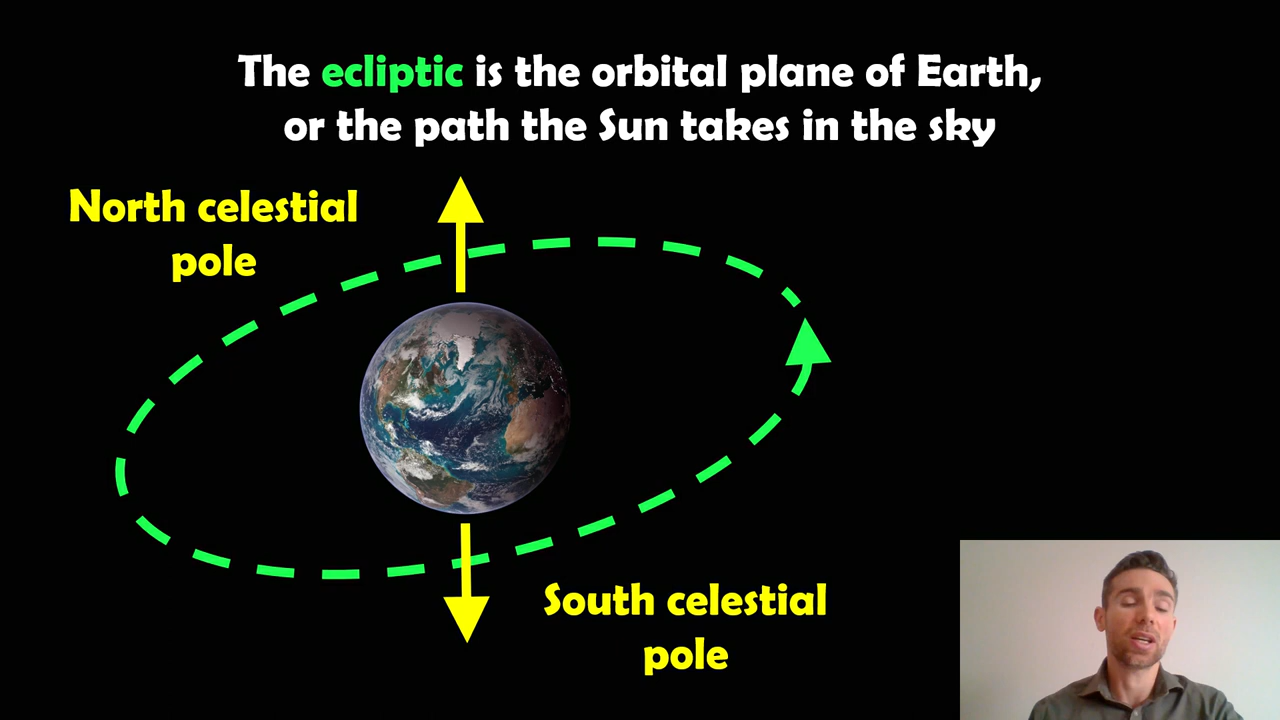 The ecliptic is the orbital plane of Earth,
or the path the Sun takes in the sky
North celestial
pole
South celestial
pole